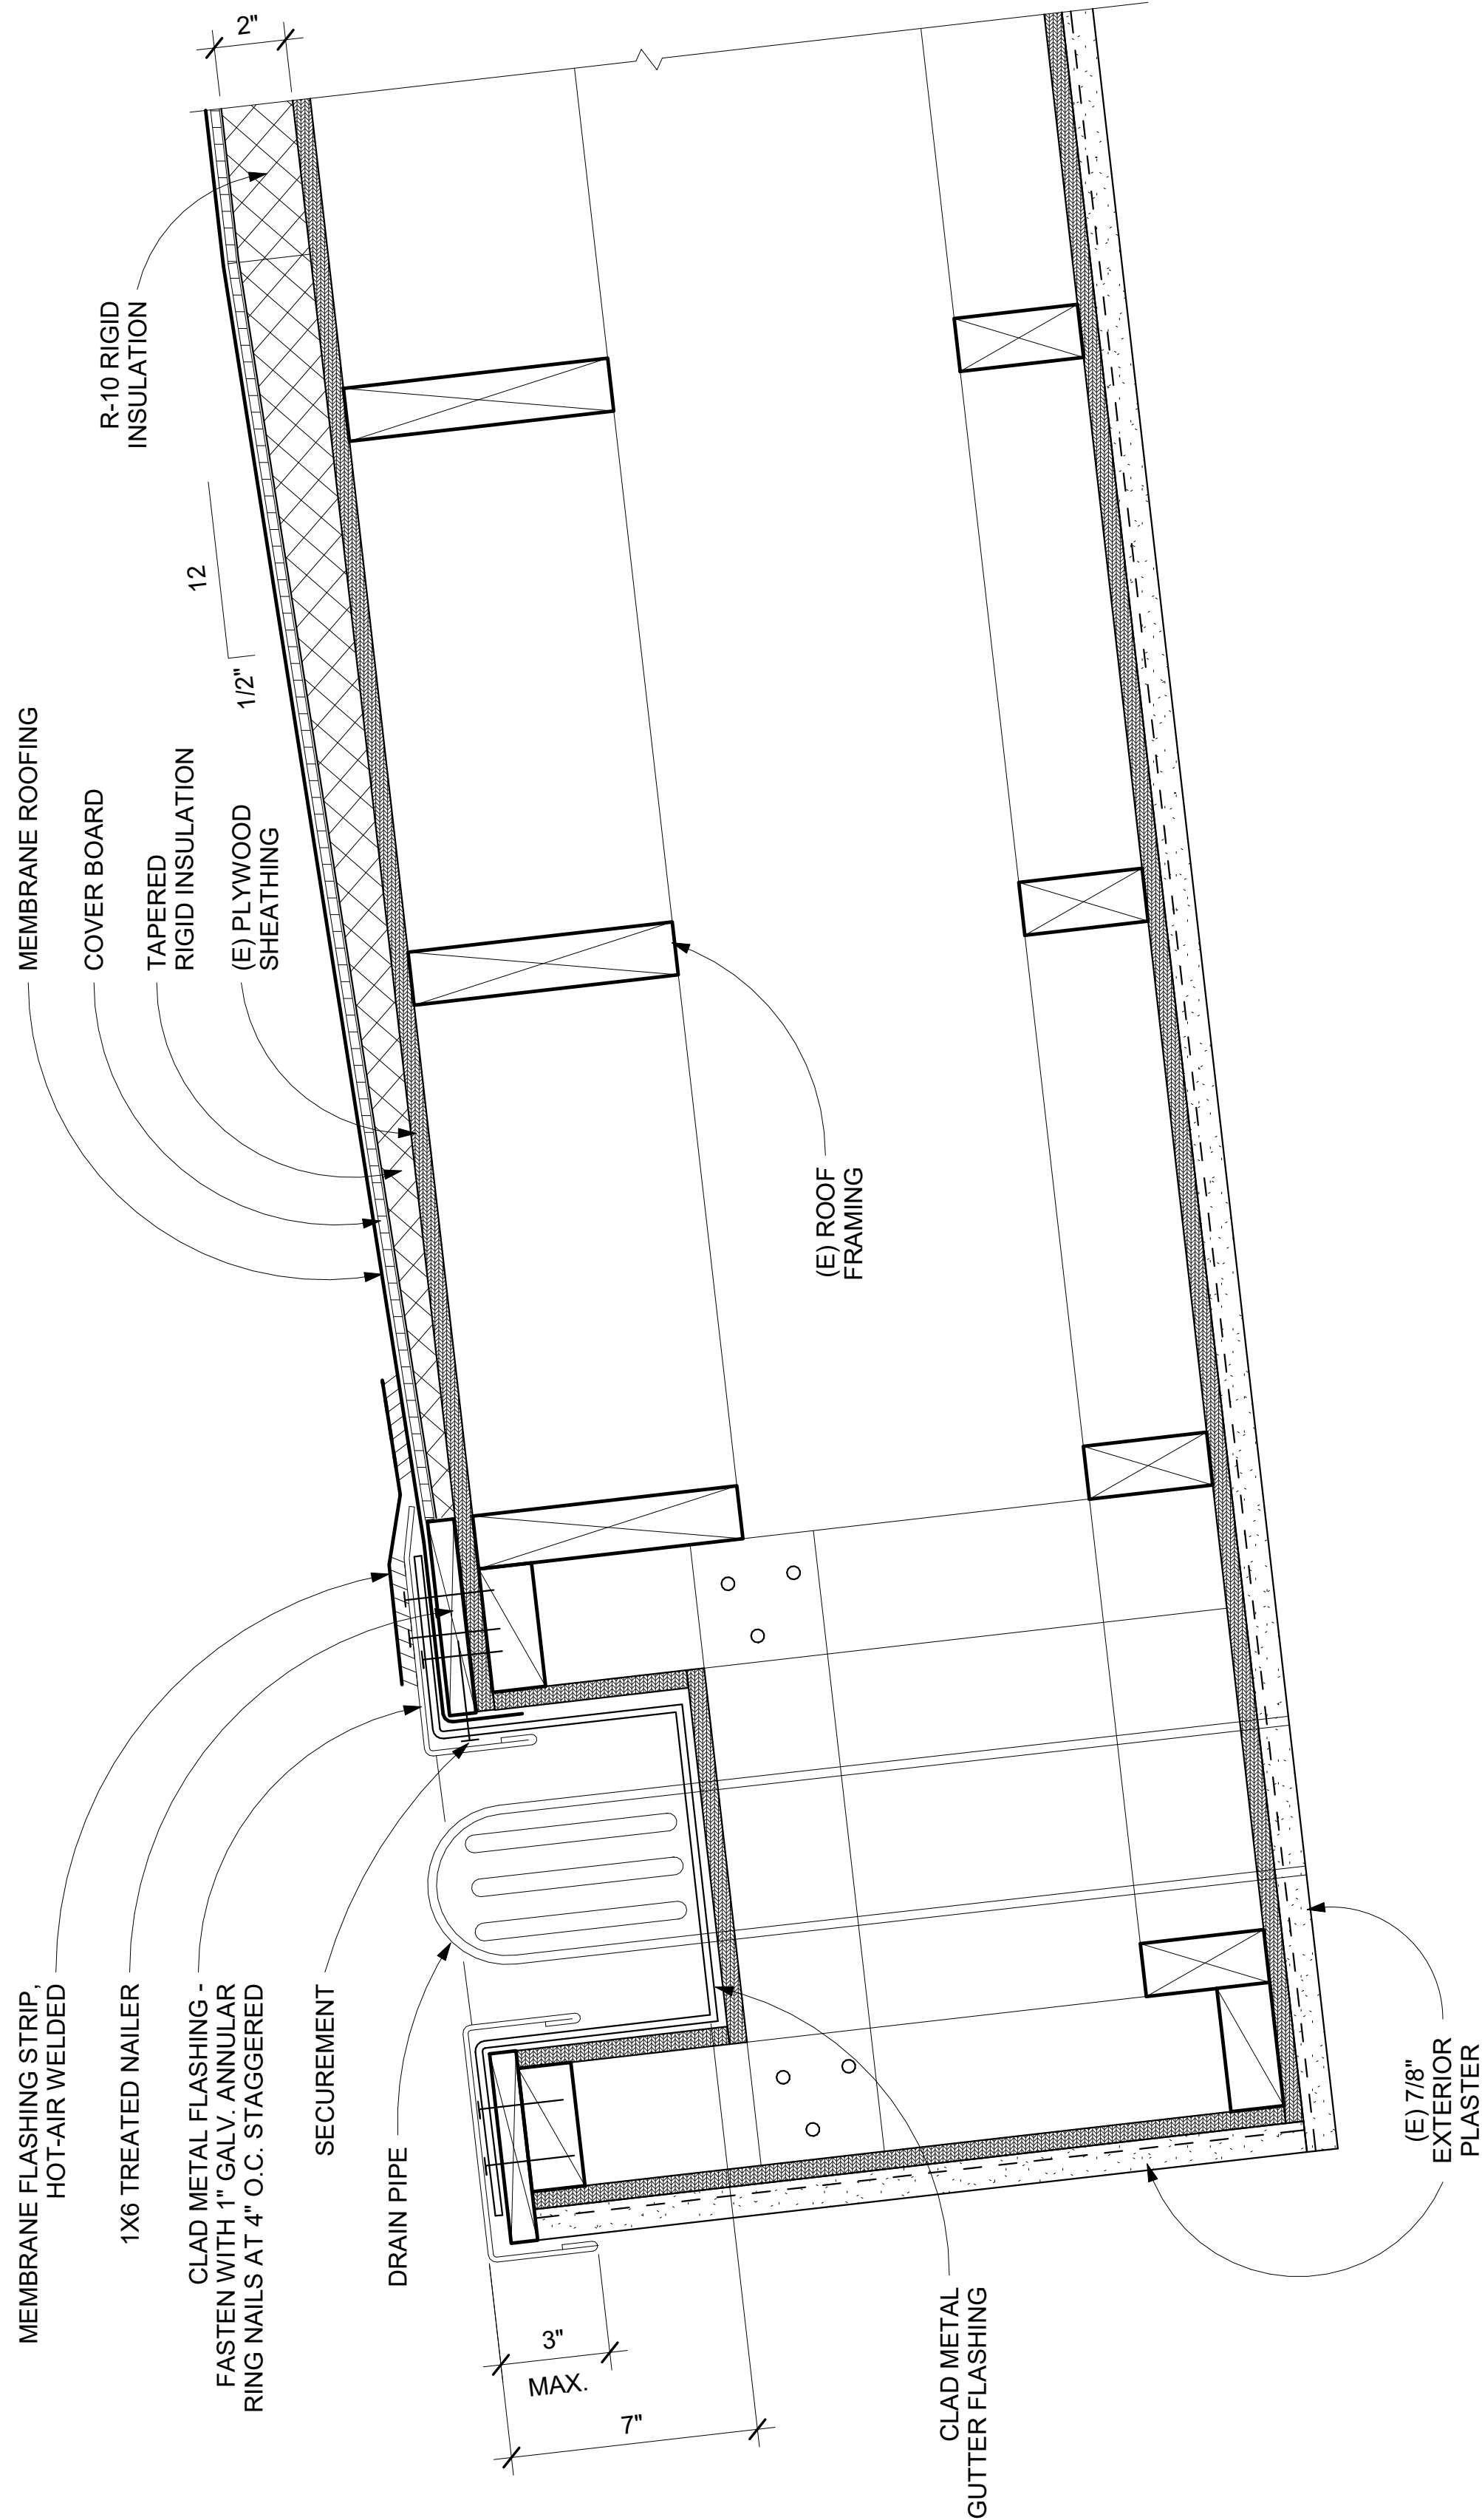 MEMBRANE FLASHING STRIP,
HOT-AIR WELDED
1X6 TREATED NAILER
CLAD METAL FLASHING -
FASTEN WITH 1" GALV. ANNULAR
RING NAILS AT 4" O.C. STAGGERED
SECUREMENT
DRAIN PIPE
3"
MAX.
7"
CLAD METAL
GUTTER FLASHING
MEMBRANE ROOFING
COVER BOARD
TAPERED
RIGID INSULATION
(E) PLYWOOD
SHEATHING
1/2"
12
R-10 RIGID
INSULATION
2"
(E) ROOF
FRAMING
(E) 7/8"
EXTERIOR
PLASTER